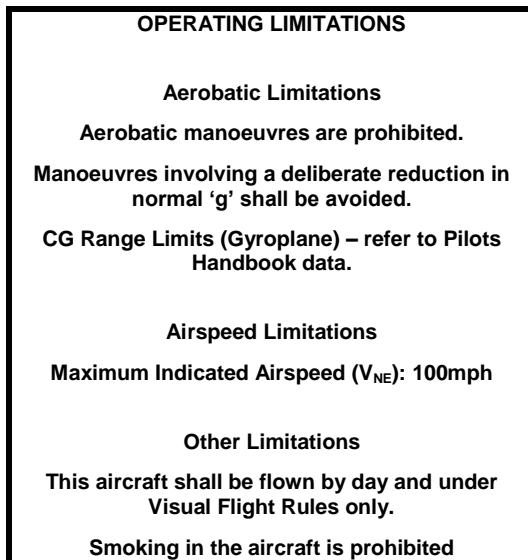 OPERATING LIMITATIONS
Aerobatic Limitations
Aerobatic manoeuvres are prohibited.
Manoeuvres involving a deliberate reduction in
normal ‘g’ shall be avoided.
CG Range Limits (Gyroplane) – refer to Pilots
Handbook data.
Airspeed Limitations
Maximum Indicated Airspeed (VNE): 100mph
Other Limitations
This aircraft shall be flown by day and under
Visual Flight Rules only.
Smoking in the aircraft is prohibited